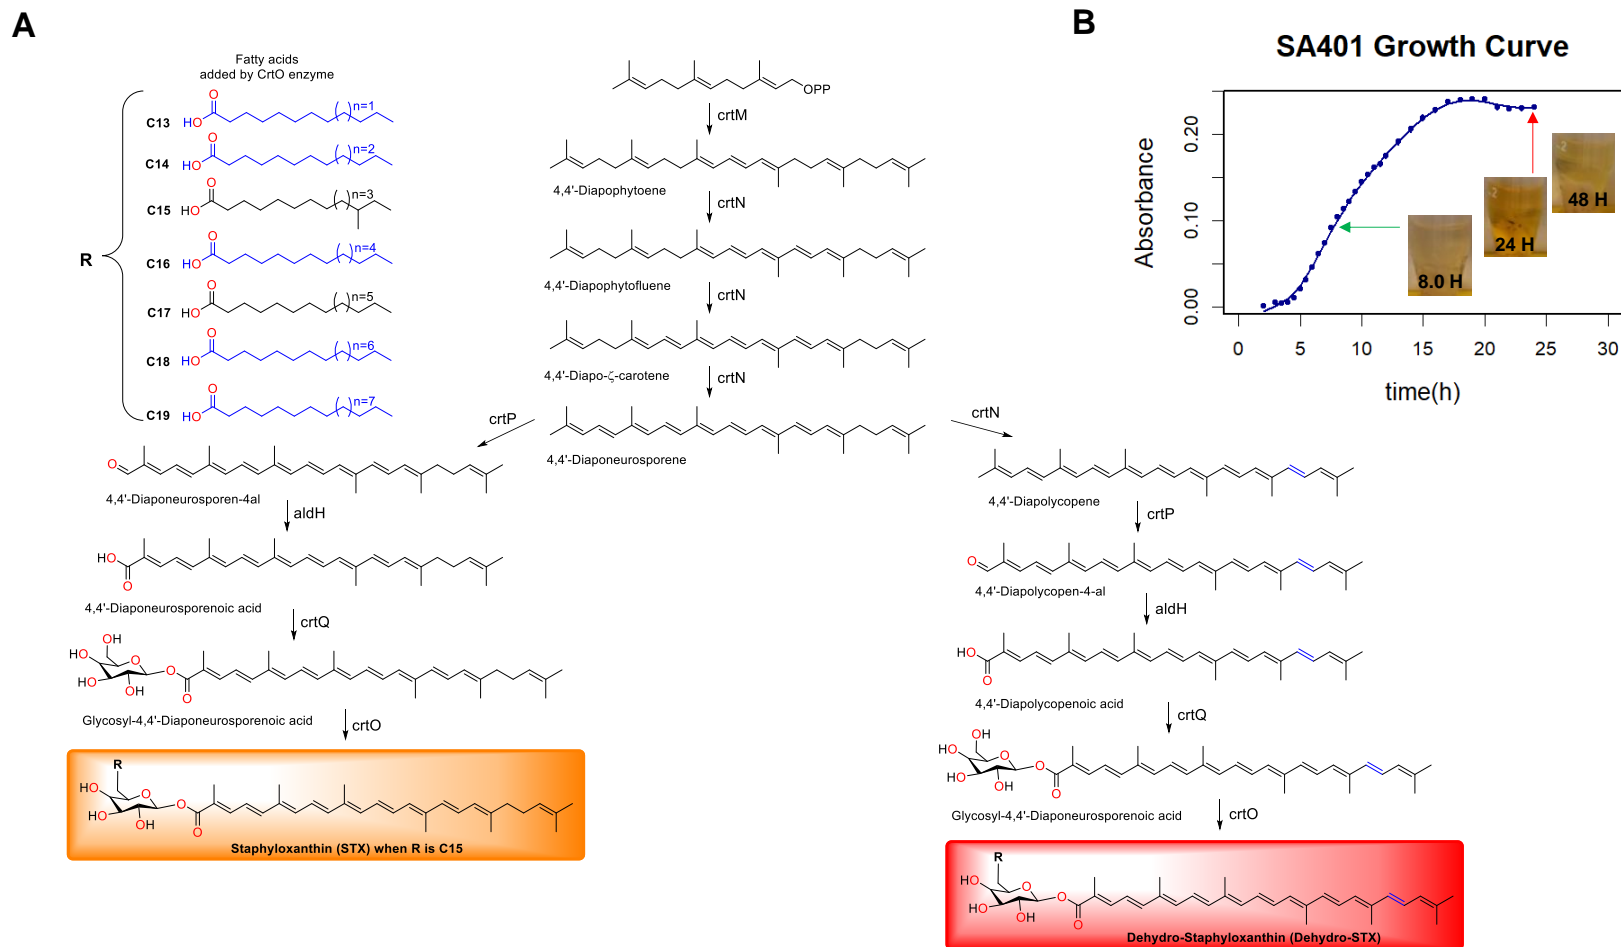 A
Fatty acids
added by CrtO enzyme
R
C13
HO
O
n=1
C14
HO
O
n=2
C15
HO
O
n=3
C16
HO
O
n=4
C17
HO
O
n=5
C18
HO
O
n=6
C19
HO
O
n=7
OPP
crtM
4,4'-Diapophytoene
crtN
4,4'-Diapophytofluene
crtN
4,4'-Diapo-ζ-carotene
crtN
4,4'-Diaponeurosporene
crtP
O
4,4'-Diaponeurosporen-4al
aldH
HO
O
4,4'-Diaponeurosporenoic acid
crtQ
OH
HO
O
O
HO
OH
O
Glycosyl-4,4'-Diaponeurosporenoic acid
crtO
R
HO
O
O
HO
OH
O
Staphyloxanthin (STX) when R is C15
crtN
4,4'-Diapolycopene
crtP
O
4,4'-Diapolycopen-4-al
aldH
HO
O
4,4'-Diapolycopenoic acid
crtQ
OH
HO
O
O
HO
OH
O
Glycosyl-4,4'-Diaponeurosporenoic acid
crtO
R
HO
O
O
HO
OH
O
Dehydro-Staphyloxanthin (Dehydro-STX)
B
SA401 Growth Curve
Absorbance
0.20
0.10
0.00
0 5 10 15 20 25 30
time(h)
8.0 H
24 H
48 H